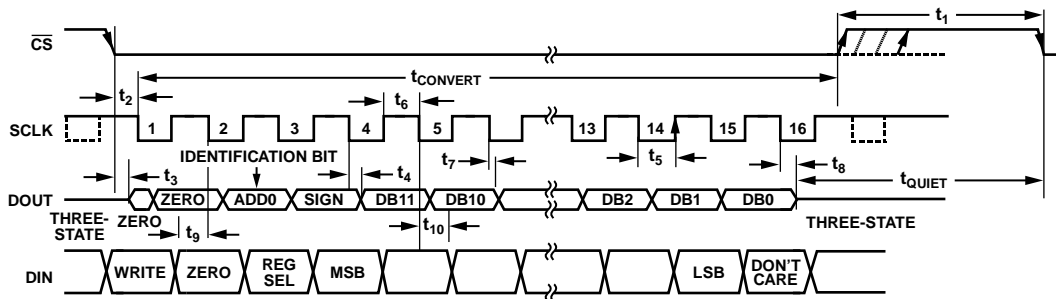 t1
CS
tCONVERT
t2
t6
SCLK
1 2 3 4 5 13 14 15 16
IDENTIFICATION BIT
t7
t5
t8
t3
t4
tQUIET
DOUT
ZERO ADD0 SIGN DB11 DB10 DB2 DB1 DB0
THREE-
STATE
ZERO
THREE-STATE
t9
t10
DIN
WRITE ZERO REG
SEL MSB LSB DON'T
CARE